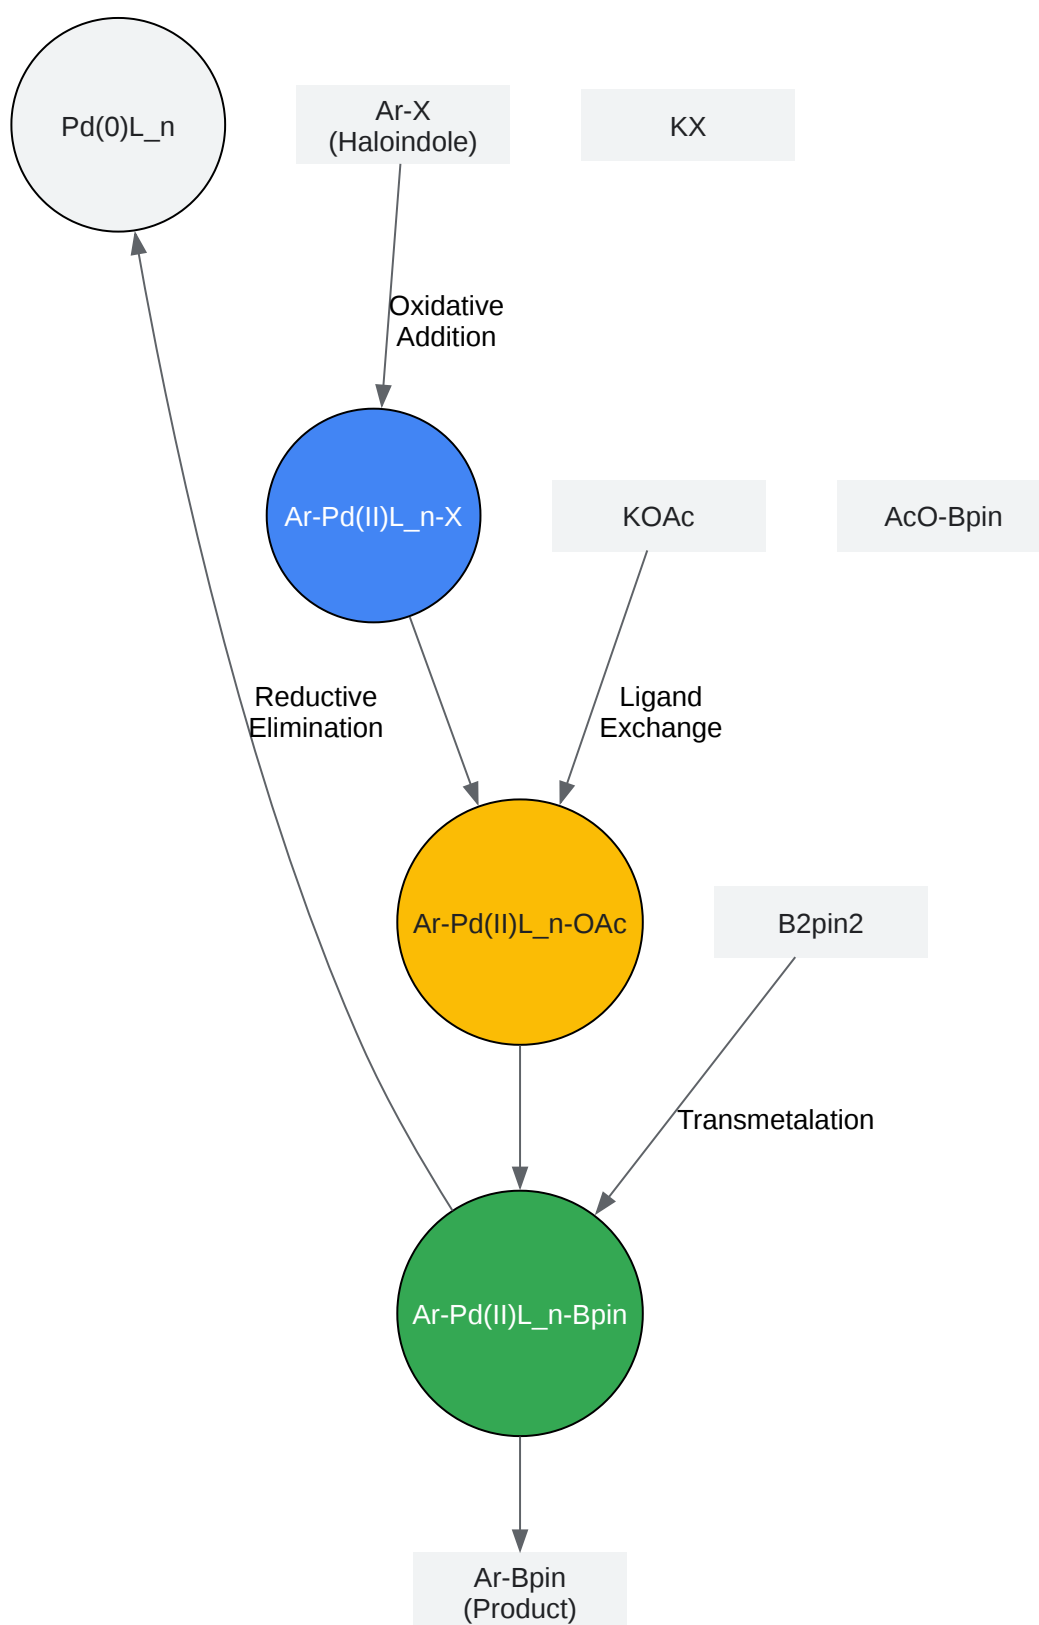 Pd(0)L_n
Ar-X
(Haloindole)
KX
Oxidative
Addition
Ar-Pd(II)L_n-X
KOAc
AcO-Bpin
Reductive
Elimination
Ligand
Exchange
Ar-Pd(II)L_n-OAc
B2pin2
Transmetalation
Ar-Pd(II)L_n-Bpin
Ar-Bpin
(Product)